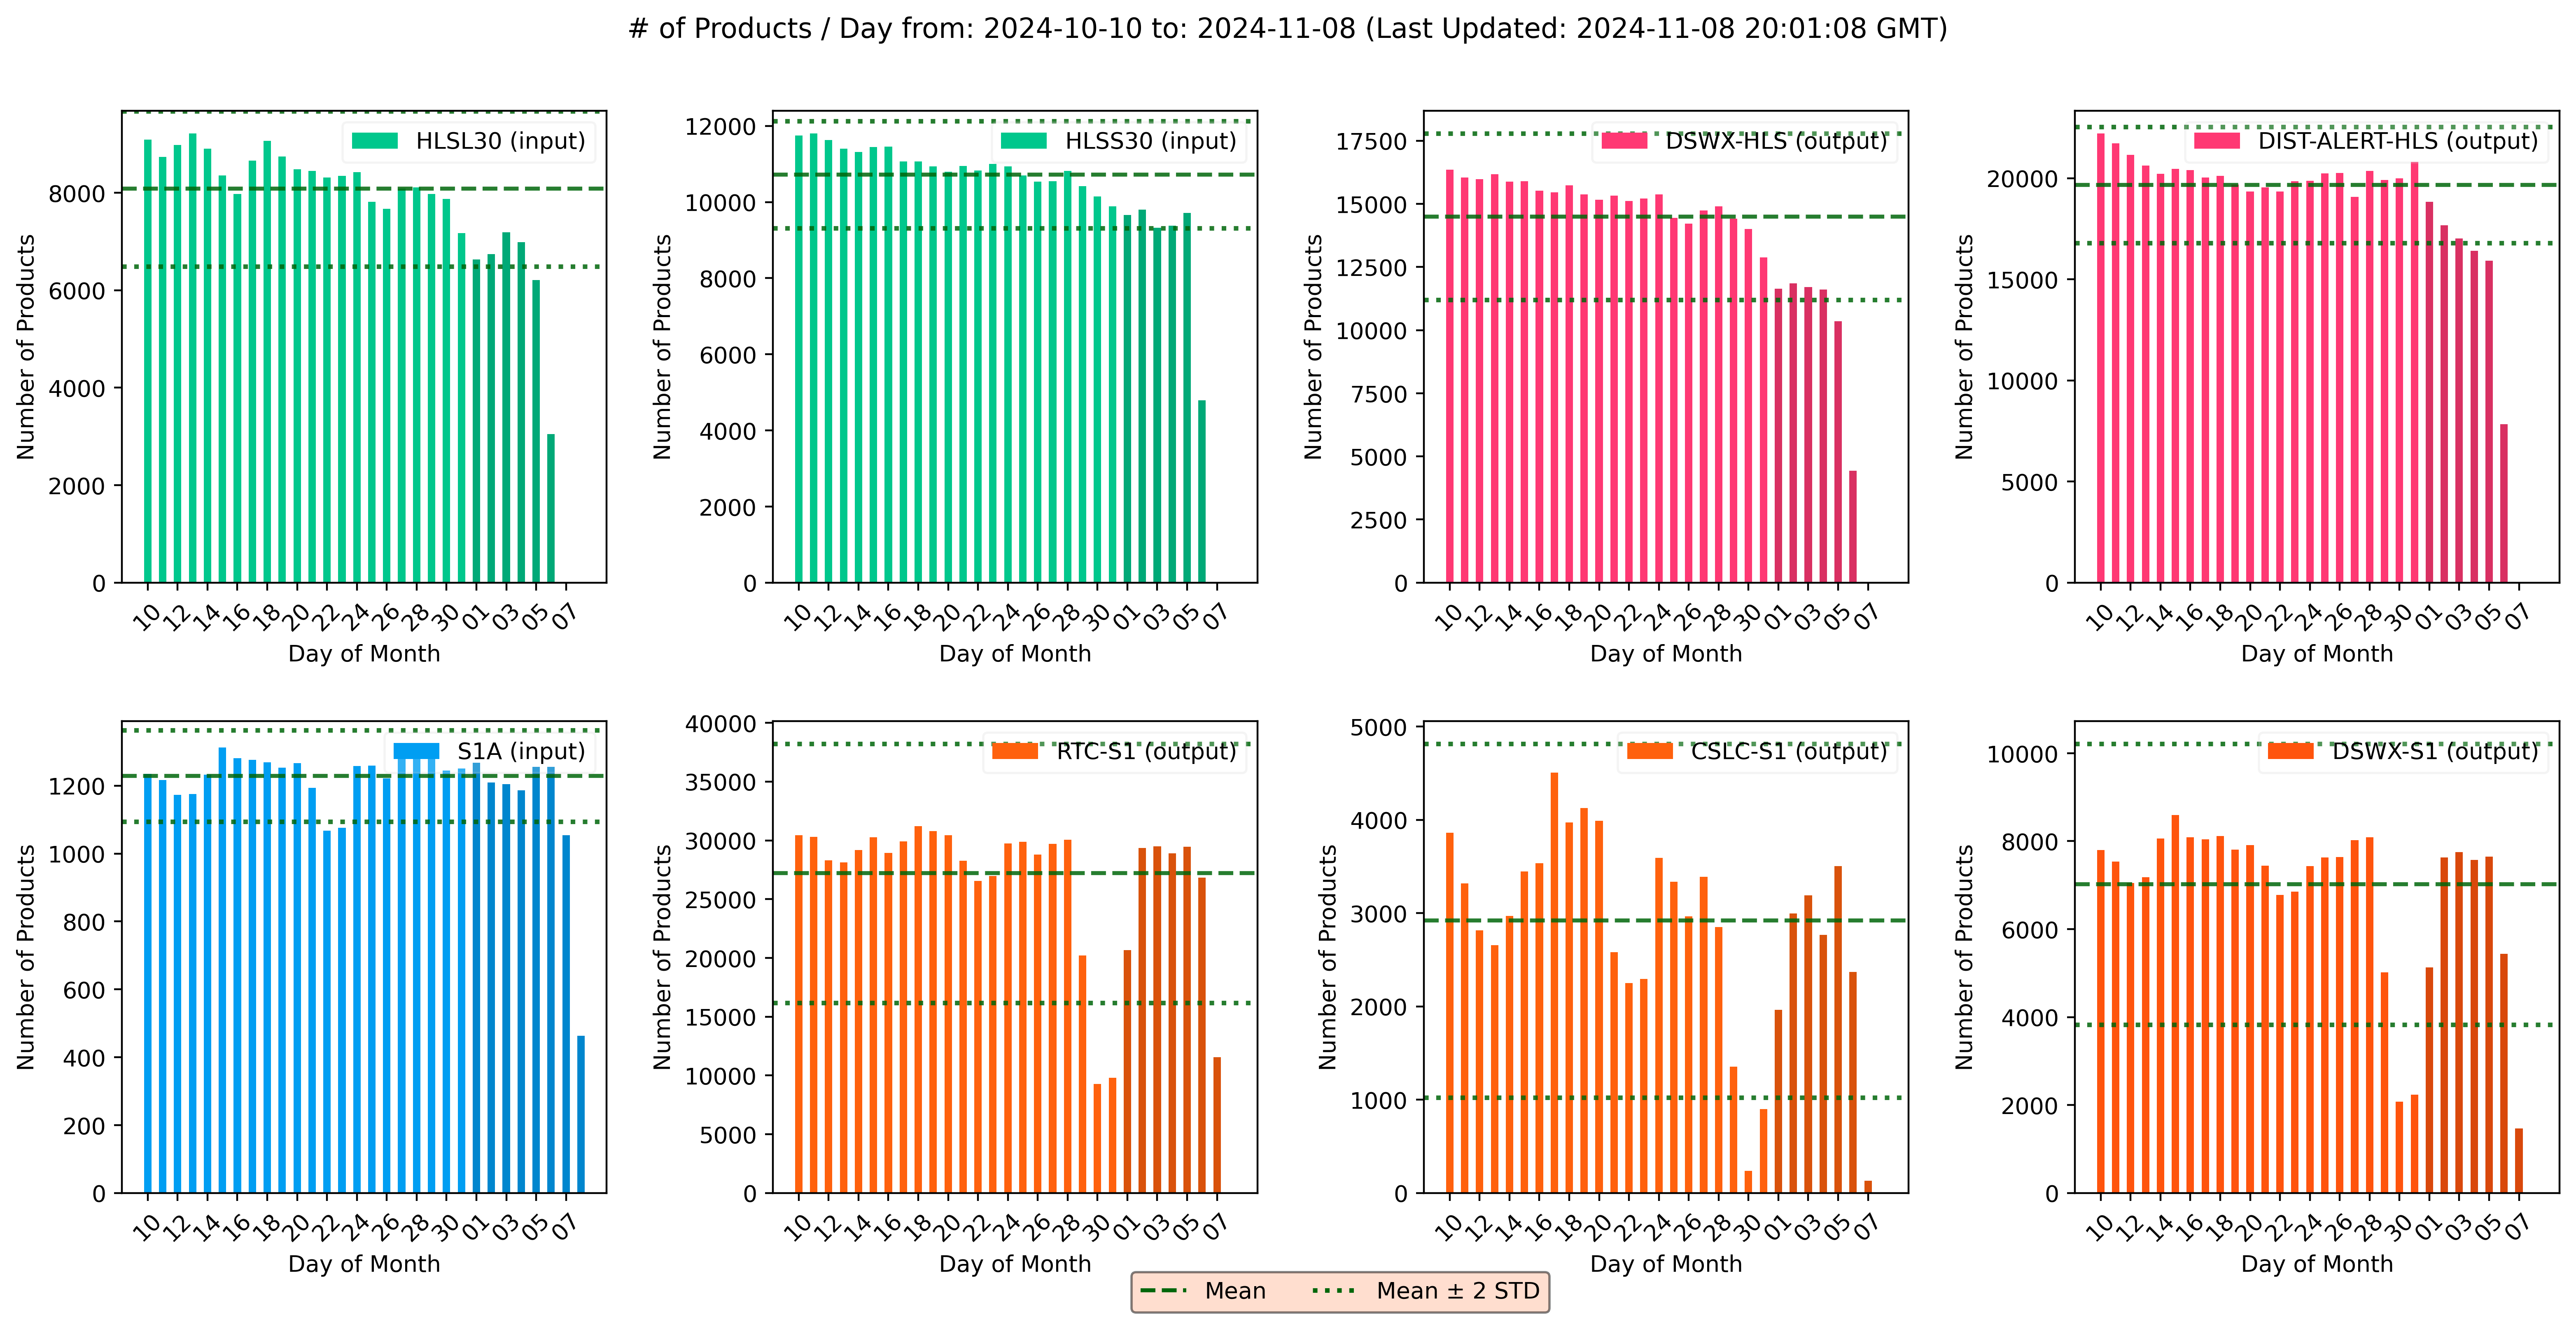 # of Products / Day from: 2024-10-10 to: 2024-11-08 (Last Updated: 2024-11-08 20:01:08 GMT)
HLSL30 (input)
Number of Products
8000
6000
4000
2000
0
10 12 14 16 18 20 22 24 26 28 30 01 03 05 07
Day of Month
HLSS30 (input)
Number of Products
12000
10000
8000
6000
4000
2000
0
10 12 14 16 18 20 22 24 26 28 30 01 03 05 07
Day of Month
DSWX-HLS (output)
Number of Products
17500
15000
12500
10000
7500
5000
2500
0
10 12 14 16 18 20 22 24 26 28 30 01 03 05 07
Day of Month
DIST-ALERT-HLS (output)
Number of Products
20000
15000
10000
5000
0
10 12 14 16 18 20 22 24 26 28 30 01 03 05 07
Day of Month
S1A (input)
Number of Products
1200
1000
800
600
400
200
0
10 12 14 16 18 20 22 24 26 28 30 01 03 05 07
Day of Month
RTC-S1 (output)
Number of Products
40000
35000
30000
25000
20000
15000
10000
5000
0
10 12 14 16 18 20 22 24 26 28 30 01 03 05 07
Day of Month
CSLC-S1 (output)
Number of Products
5000
4000
3000
2000
1000
0
10 12 14 16 18 20 22 24 26 28 30 01 03 05 07
Day of Month
DSWX-S1 (output)
Number of Products
10000
8000
6000
4000
2000
0
10 12 14 16 18 20 22 24 26 28 30 01 03 05 07
Day of Month
Mean
Mean ± 2 STD